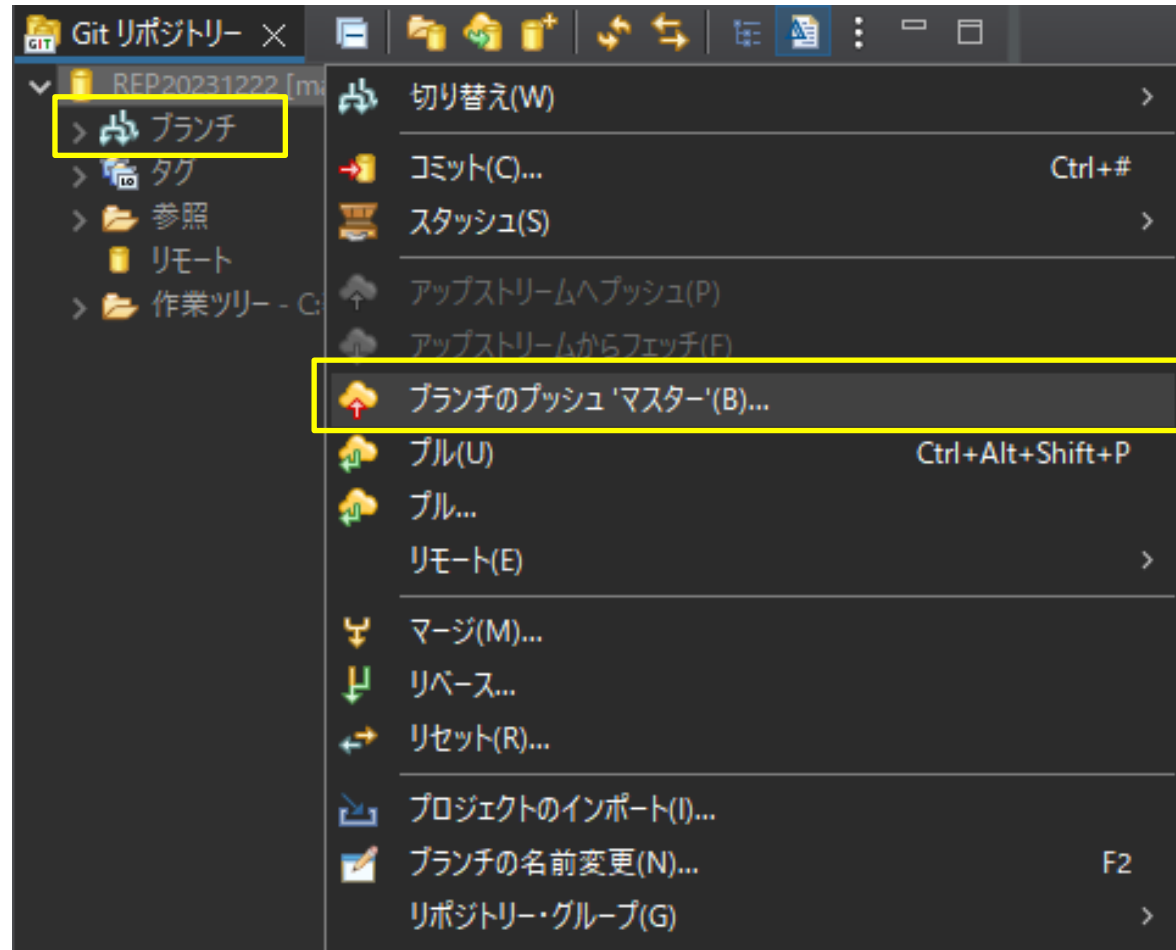 Git リポジトリー
REP20231222 [ma
ブランチ
タグ
参照
リモート
作業ツリー - C:
切り替え(W)
コミット(C)... Ctrl+#
スタッシュ(S)
アップストリームへプッシュ(P)
アップストリームからフェッチ(F)
ブランチのプッシュ 'マスター'(B)...
プル(U) Ctrl+Alt+Shift+P
プル...
リモート(E)
マージ(M)...
リベース...
リセット(R)...
プロジェクトのインポート(I)...
ブランチの名前変更(N)... F2
リポジトリー・グループ(G)